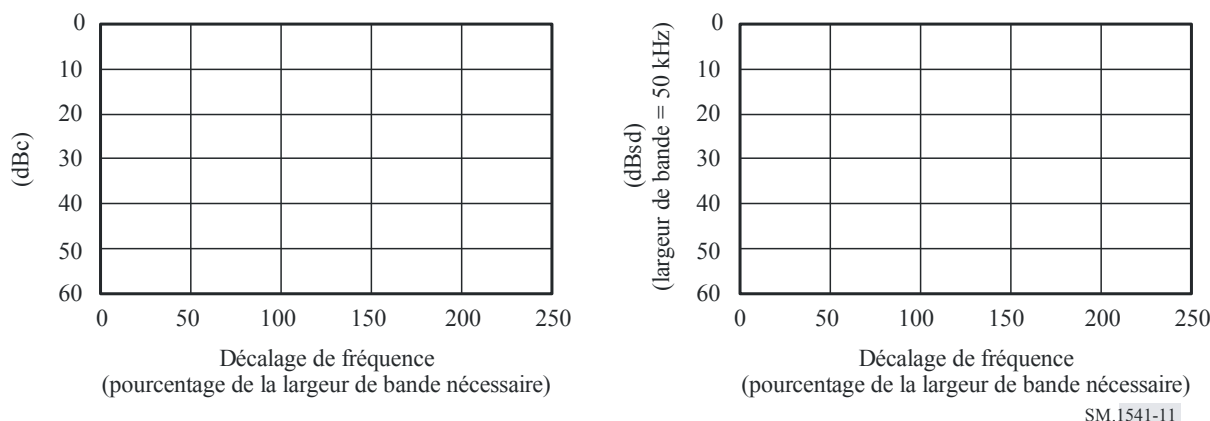 0
10
20
30
40
50
60
(dBc)
0 50 100 150 200 250
Décalage de fréquence
(pourcentage de la largeur de bande nécessaire)
0
10
20
30
40
50
60
(dBsd)
(largeur de bande = 50 kHz)
0 50 100 150 200 250
Décalage de fréquence
(pourcentage de la largeur de bande nécessaire)
SM.1541-11